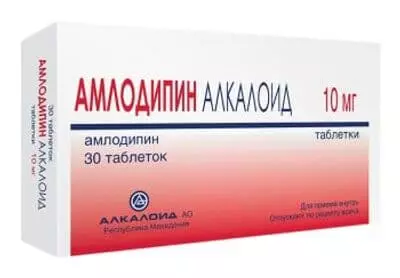 АМЛОДИПИН АЛКАЛОИД 10 мг
таблетки
амлодипин
30 таблеток
АЛКАЛОИД AG
Республика Македония
Для приема внутрь
Отпускают по рецепту врача
30 таблеток
АМЛОДИПИН
АЛКАЛОИД
таблетки
10 мг